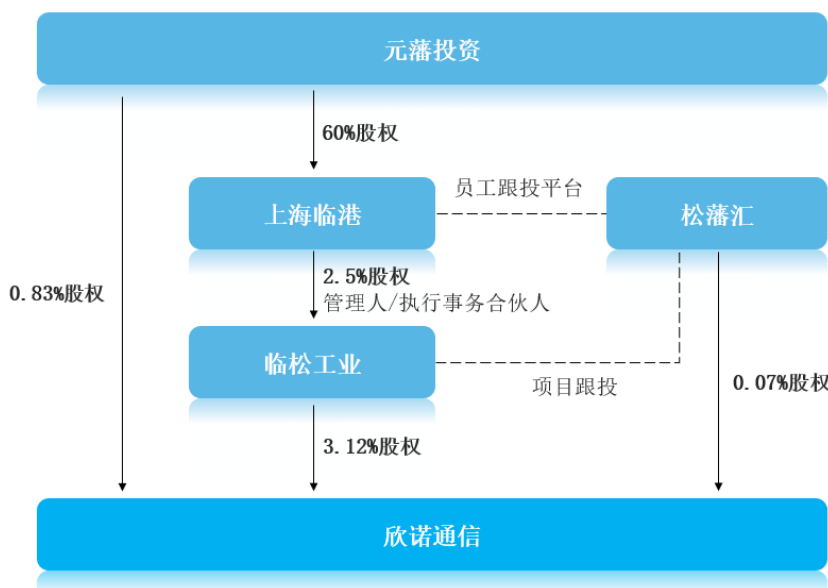 元藩投资
60%股权
员工跟投平台
上海临港
松藩汇
2.5%股权
0.83%股权
管理人/执行事务合伙人
临松工业
项目跟投
0.07%股权
3.12%股权
欣诺通信